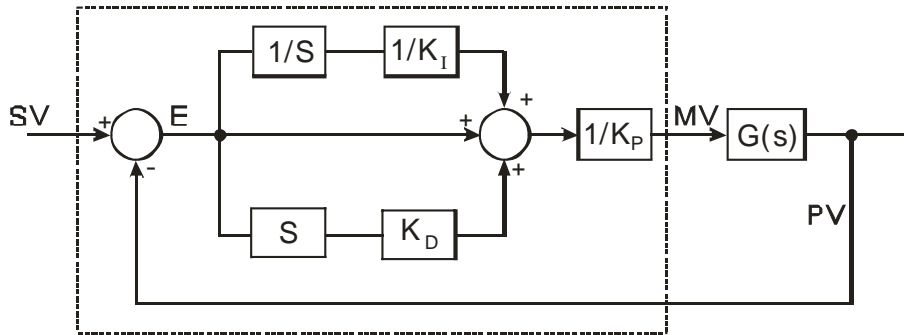 1/S
1/K_I
+
SV
+
E
+
1/K_P
MV
G(s)
-
+
PV
S
K_D